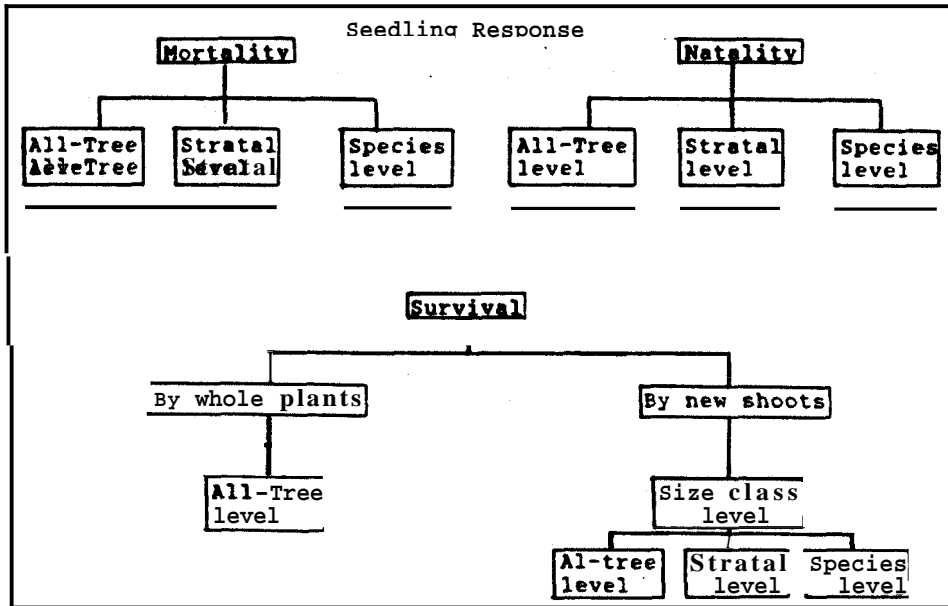 Seedling Response
Mortality
Natality
All-Tree
Stratal
Species
level
All-Tree
level
Stratal
level
Species
level
Survival
By whole plants
By new shoots
All-Tree
level
Size class
level
Al-tree
level
Stratal
level
Species
level